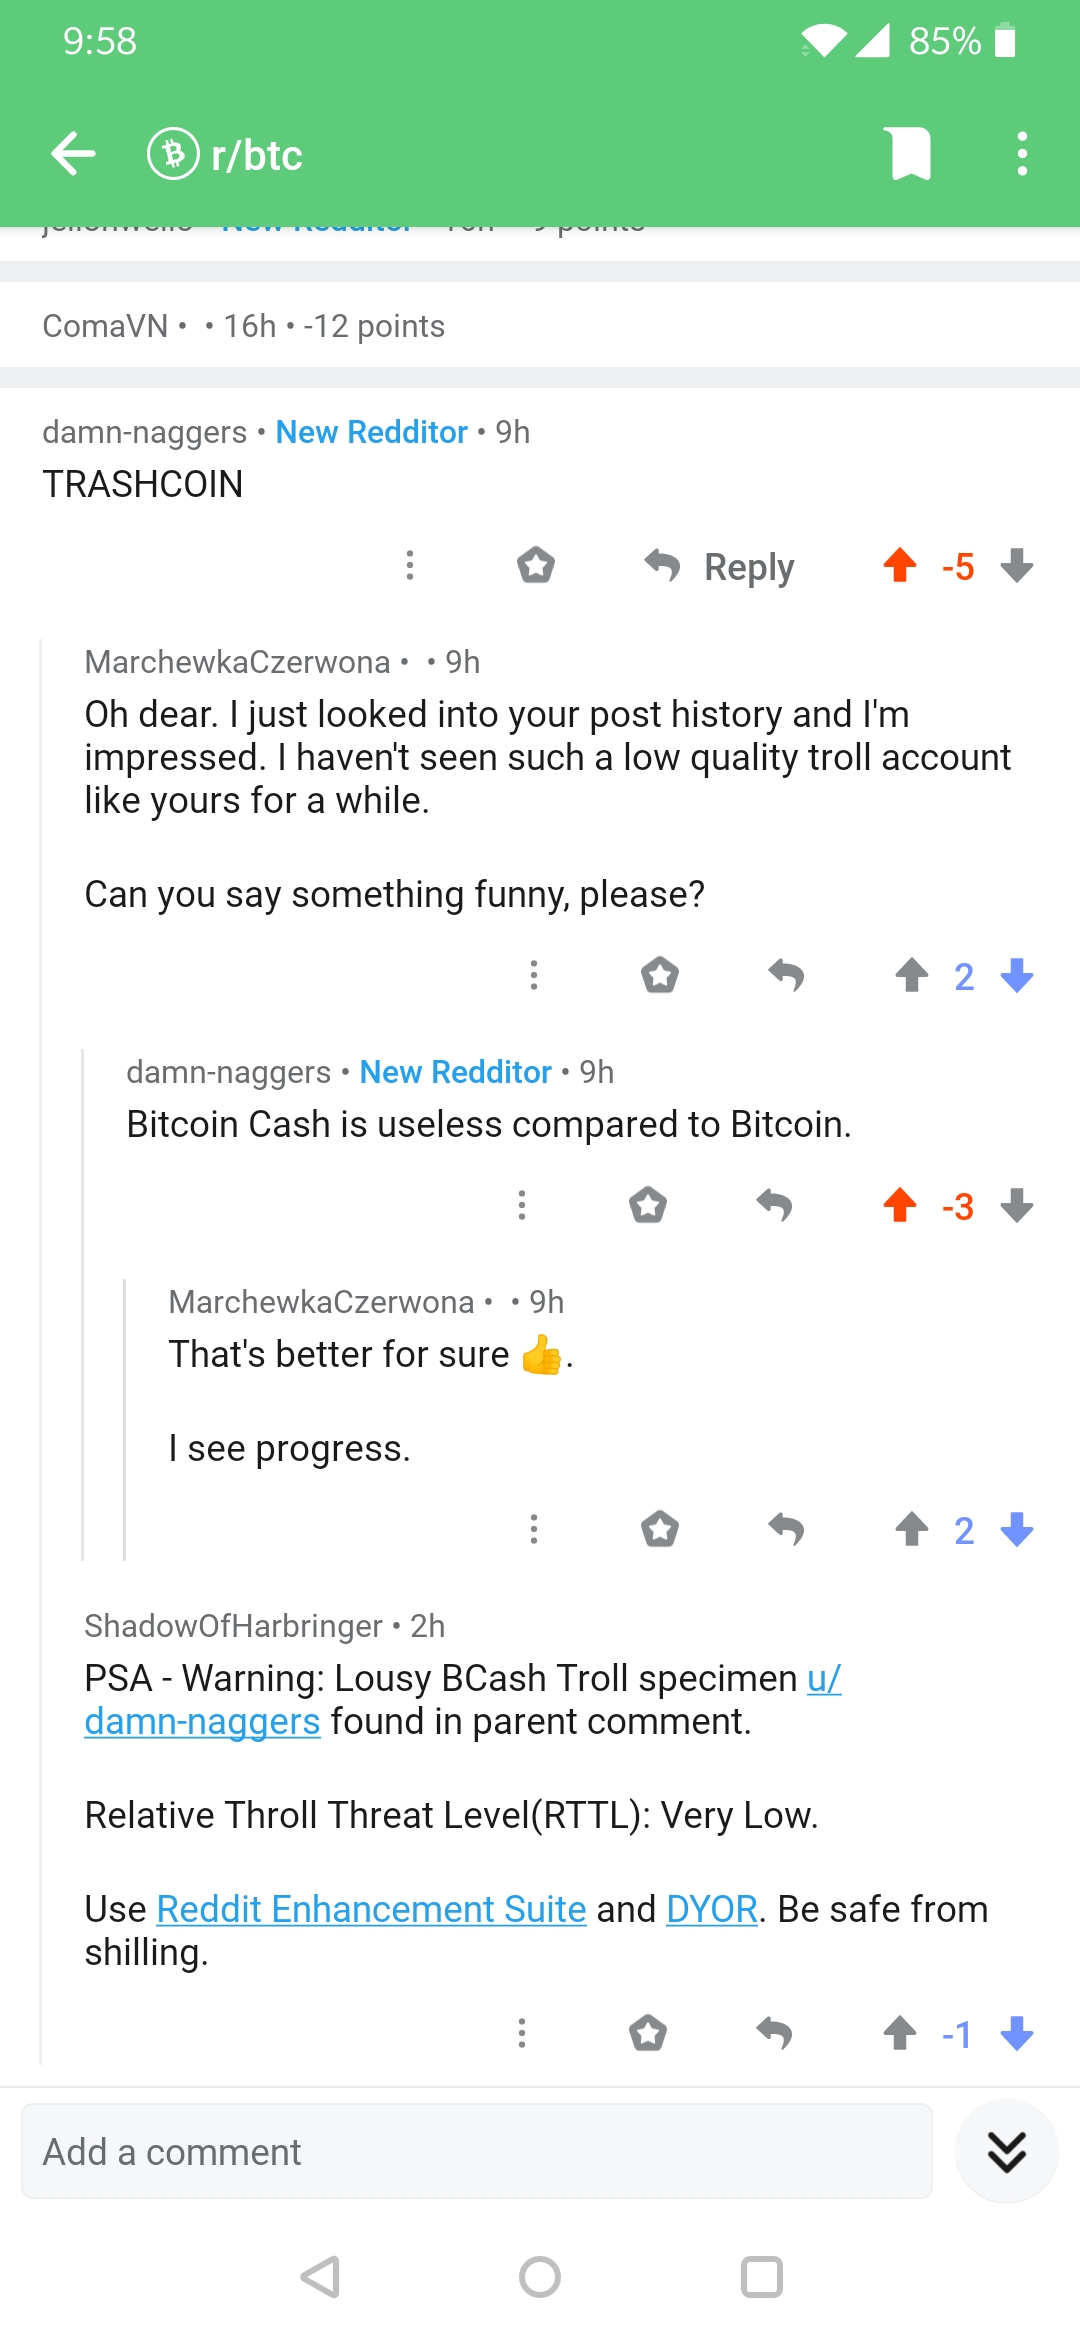 9:58
85%
r/btc
ComaVN • • 16h • -12 points
damn-naggers • New Redditor • 9h
TRASHCOIN
Reply
-5
MarchewkaCzerwona • • 9h
Oh dear. I just looked into your post history and I'm
impressed. I haven't seen such a low quality troll account
like yours for a while.
Can you say something funny, please?
2
damn-naggers • New Redditor • 9h
Bitcoin Cash is useless compared to Bitcoin.
-3
MarchewkaCzerwona • • 9h
That's better for sure 👍.
I see progress.
2
ShadowOfHarbringer • 2h
PSA - Warning: Lousy BCash Troll specimen u/
damn-naggers found in parent comment.
Relative Throll Threat Level(RTTL): Very Low.
Use Reddit Enhancement Suite and DYOR. Be safe from
shilling.
-1
Add a comment